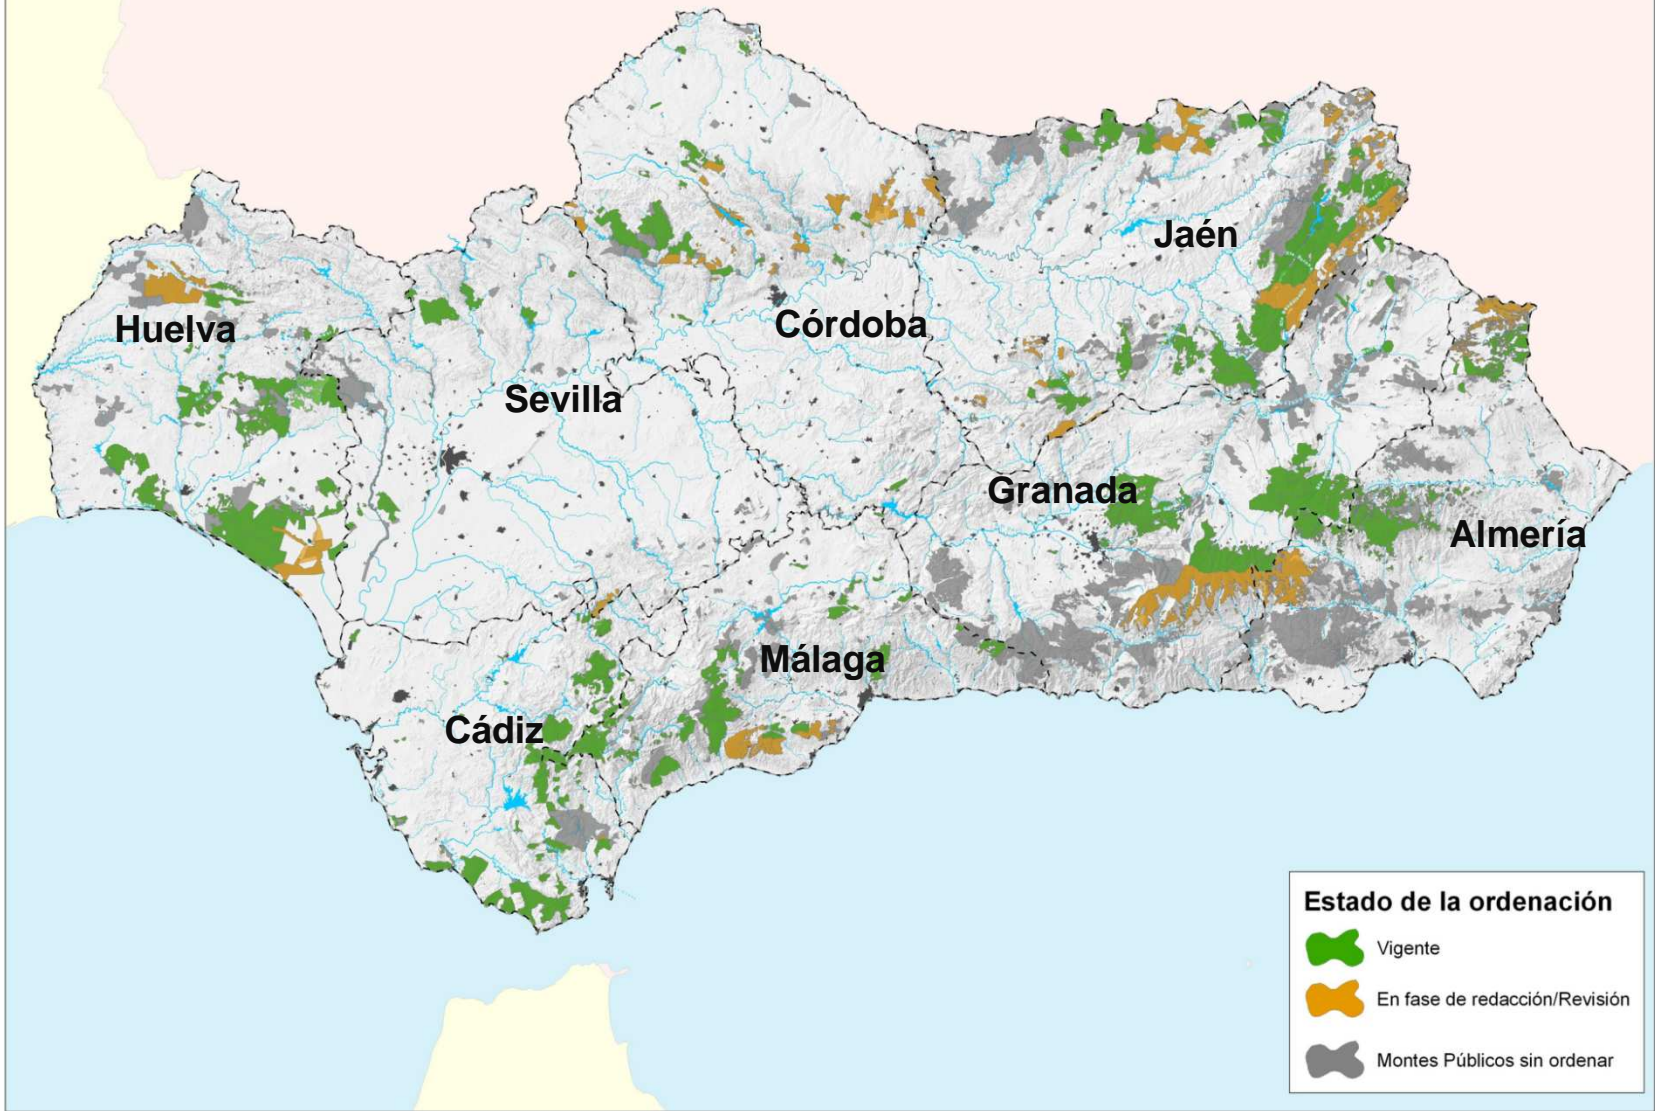 Jaén
Huelva
Córdoba
Sevilla
Granada
Almería
Málaga
Cádiz
Estado de la ordenación
Vigente
En fase de redacción/Revisión
Montes Públicos sin ordenar